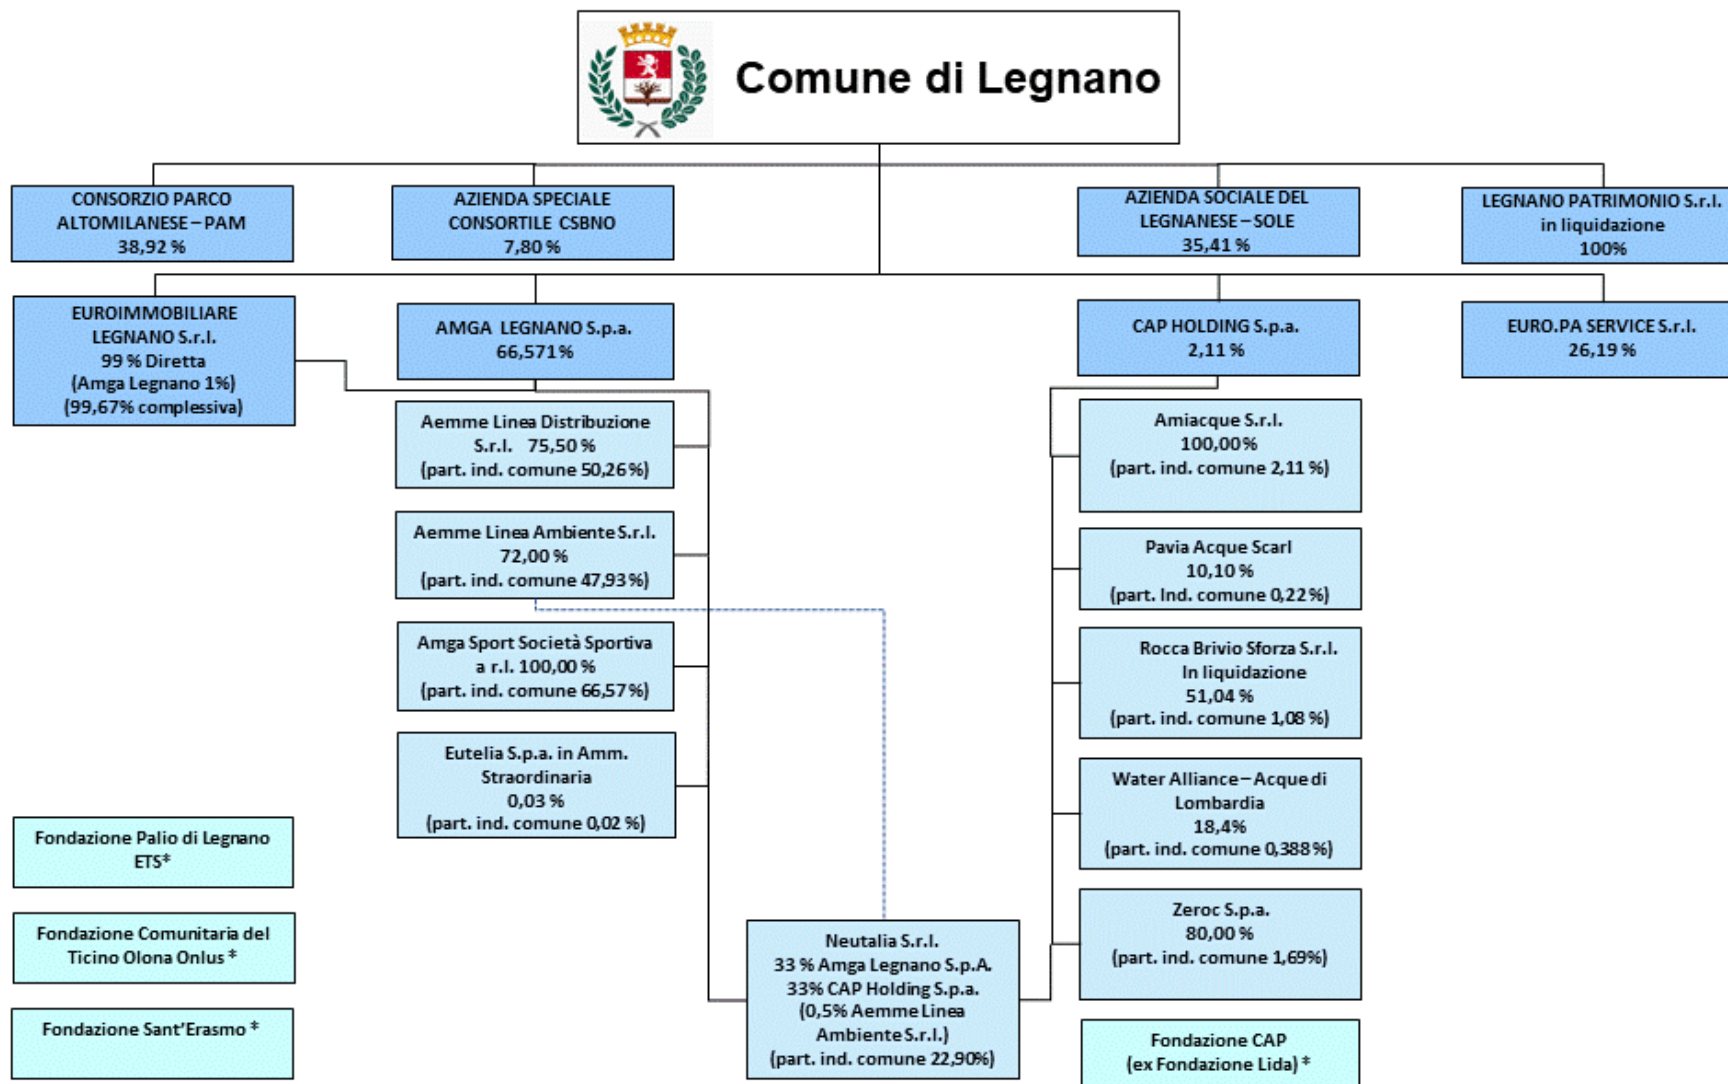 Comune di Legnano
CONSORZIO PARCO
ALTOMILANESE – PAM
38,92 %
AZIENDA SPECIALE
CONSORTILE CSBNO
7,80 %
AZIENDA SOCIALE DEL
LEGNANESE – SOLE
35,41 %
LEGNANO PATRIMONIO S.r.l.
in liquidazione
100%
EUROIMMOBILIARE
LEGNANO S.r.l.
99 % Diretta
(Amga Legnano 1%)
(99,67% complessiva)
AMGA LEGNANO S.p.a.
66,571%
CAP HOLDING S.p.a.
2,11 %
EURO.PA SERVICE S.r.l.
26,19 %
Aemme Linea Distribuzione
S.r.l. 75,50 %
(part. ind. comune 50,26%)
Aemme Linea Ambiente S.r.l.
72,00 %
(part. ind. comune 47,93%)
Amga Sport Società Sportiva
a r.l. 100,00 %
(part. ind. comune 66,57%)
Eutelia S.p.a. in Amm.
Straordinaria
0,03 %
(part. ind. comune 0,02 %)
Amiacque S.r.l.
100,00%
(part. ind. comune 2,11 %)
Pavia Acque Scarl
10,10 %
(part. Ind. comune 0,22 %)
Rocca Brivio Sforza S.r.l.
In liquidazione
51,04 %
(part. ind. comune 1,08 %)
Water Alliance – Acque di
Lombardia
18,4%
(part. ind. comune 0,388%)
Zeroc S.p.a.
80,00 %
(part. ind. comune 1,69%)
Neutalia S.r.l.
33 % Amga Legnano S.p.A.
33% CAP Holding S.p.a.
(0,5% Aemme Linea
Ambiente S.r.l.)
(part. ind. comune 22,90%)
Fondazione Palio di Legnano
ETS*
Fondazione Comunitaria del
Ticino Olona Onlus *
Fondazione Sant'Erasmo *
Fondazione CAP
(ex Fondazione Lida) *